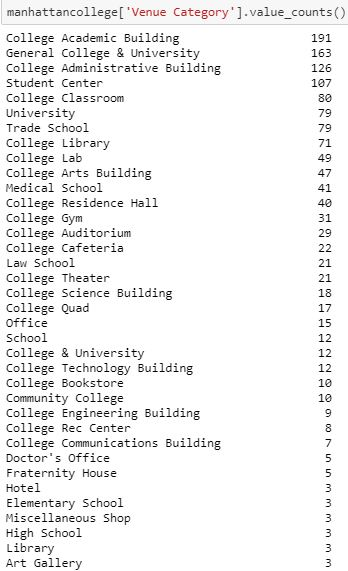 manhattancollege['Venue Category'].value_counts()
College Academic Building 191
General College & University 163
College Administrative Building 126
Student Center 107
College Classroom 80
University 79
Trade School 79
College Library 71
College Lab 49
College Arts Building 47
Medical School 41
College Residence Hall 40
College Gym 31
College Auditorium 29
College Cafeteria 22
Law School 21
College Theater 21
College Science Building 18
College Quad 17
Office 15
School 12
College & University 12
College Technology Building 12
College Bookstore 10
Community College 10
College Engineering Building 9
College Rec Center 8
College Communications Building 7
Doctor's Office 5
Fraternity House 5
Hotel 3
Elementary School 3
Miscellaneous Shop 3
High School 3
Library 3
Art Gallery 3